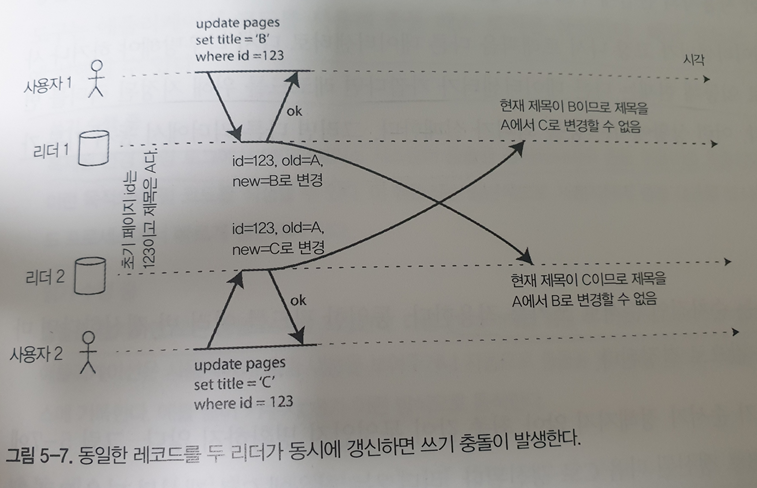 update pages
set title = 'B'
where id =123
시각
사용자 1
ok
현재 제목이 B이므로 제목을
A에서 C로 변경할 수 없음
리더 1
id=123, old=A,
new=B로 변경
초기 페이지 id는
123이고 제목은 A다.
id=123, old=A,
new=C로 변경
리더 2
현재 제목이 C이므로 제목을
A에서 B로 변경할 수 없음
ok
사용자 2
update pages
set title = 'C'
where id = 123
그림 5-7. 동일한 레코드를 두 리더가 동시에 갱신하면 쓰기 충돌이 발생한다.